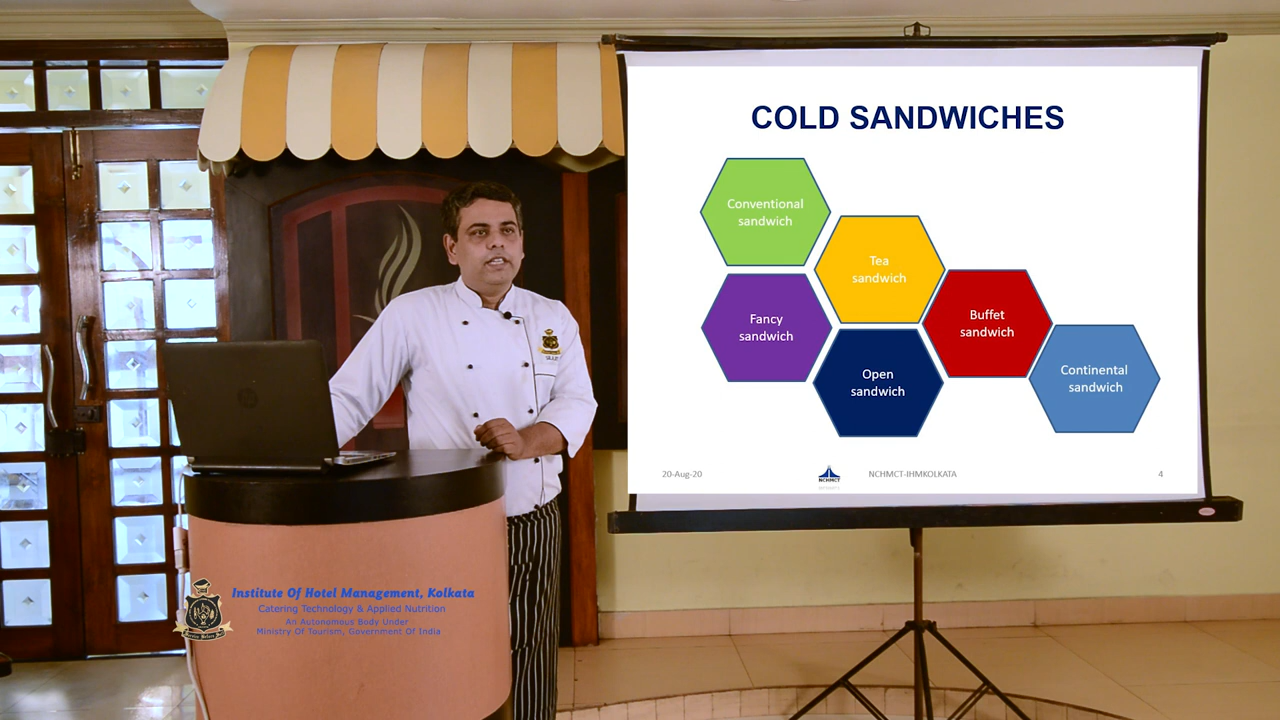 COLD SANDWICHES
Conventional
sandwich
Tea
sandwich
Fancy
sandwich
Buffet
sandwich
Open
sandwich
Continental
sandwich
20-Aug-20
NCHMCT
NCHMCT-IHMKOLKATA
4
Institute Of Hotel Management, Kolkata
Catering Technology & Applied Nutrition
An Autonomous Body Under
Ministry Of Tourism, Government Of India